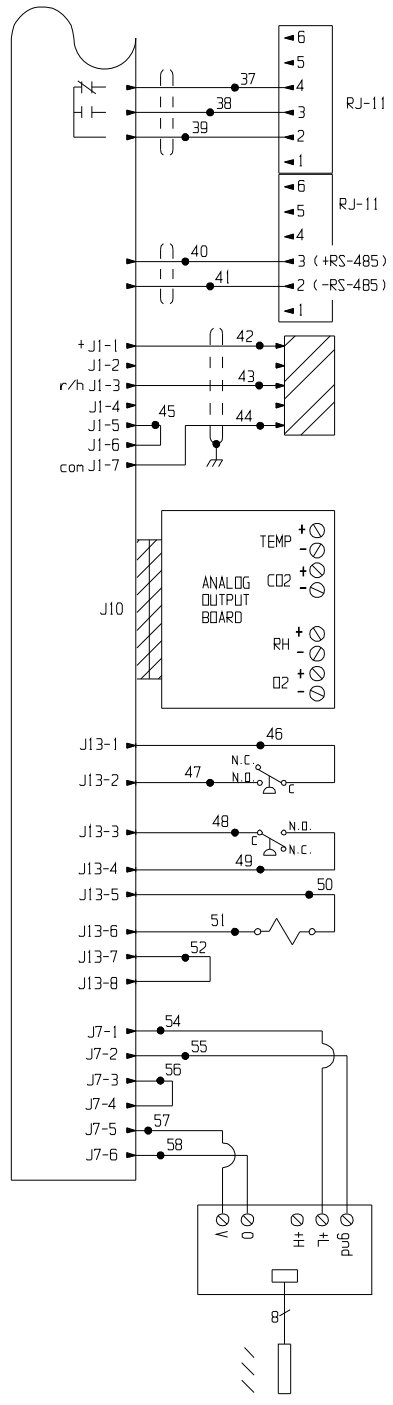 6
5
37
4
38
3
RJ-11
39
2
1
6
5
RJ-11
4
40
3 (+RS-485)
41
2 (-RS-485)
1
+ J1-1
42
J1-2
r/h J1-3
43
J1-4
45
44
J1-5
J1-6
com J1-7
TEMP + -
ANALOG
OUTPUT
BOARD
CO2 + -
J10
RH + -
O2 + -
J13-1
46
N.C.
J13-2
47
N.O.
C
J13-3
48
N.O.
C
N.C.
J13-4
49
J13-5
50
J13-6
51
J13-7
52
J13-8
J7-1
54
J7-2
55
J7-3
56
J7-4
J7-5
57
J7-6
58
V
O
+H
+L
gnd
8